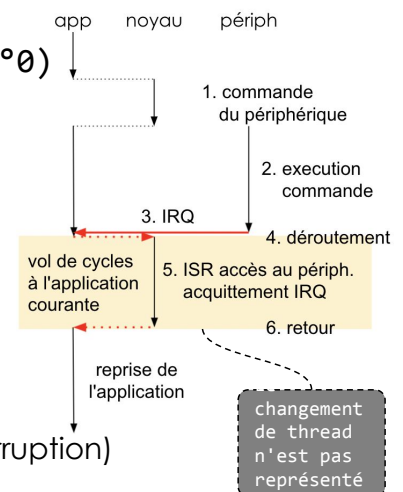 app noyau périph
°0)
1. commande
du périphérique
2. execution
commande
3. IRQ
4. déroutement
vol de cycles
à l'application
courante
5. ISR accès au périph.
acquittement IRQ
6. retour
reprise de
l'application
changement
de thread
n'est pas
représenté
ruption)